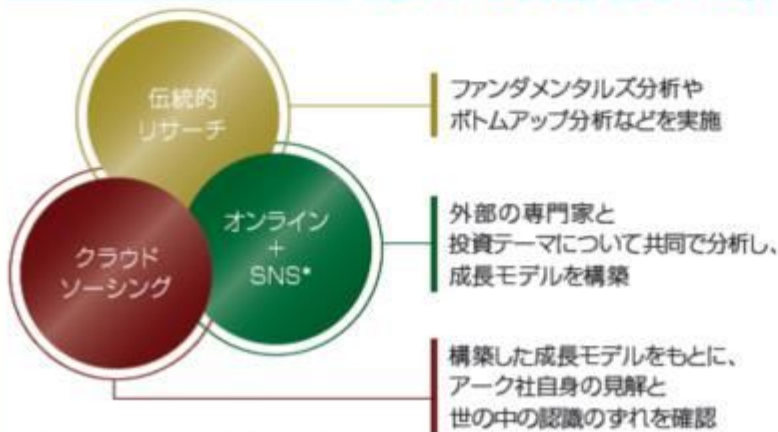 伝統的
リサーチ
ファンダメンタルズ分析や
ボトムアップ分析などを実施
オンライン
+
SNS*
外部の専門家と
投資テーマについて共同で分析し、
成長モデルを構築
クラウド
ソーシング
構築した成長モデルをもとに、
アーク社自身の見解と
世の中の認識のずれを確認